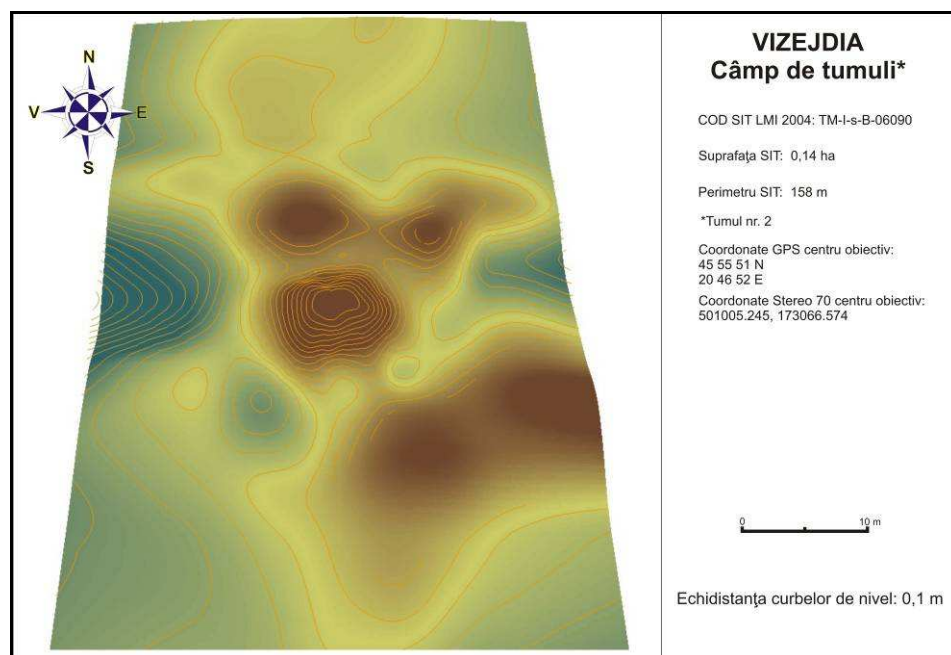 N
V E
S
VIZEJDIA
Câmp de tumuli*
COD SIT LMI 2004: TM-I-s-B-06090
Suprafaţa SIT: 0,14 ha
Perimetru SIT: 158 m
*Tumul nr. 2
Coordonate GPS centru obiectiv:
45 55 51 N
20 46 52 E
Coordonate Stereo 70 centru obiectiv:
501005.245, 173066.574
0 10 m
Echidistanţa curbelor de nivel: 0,1 m